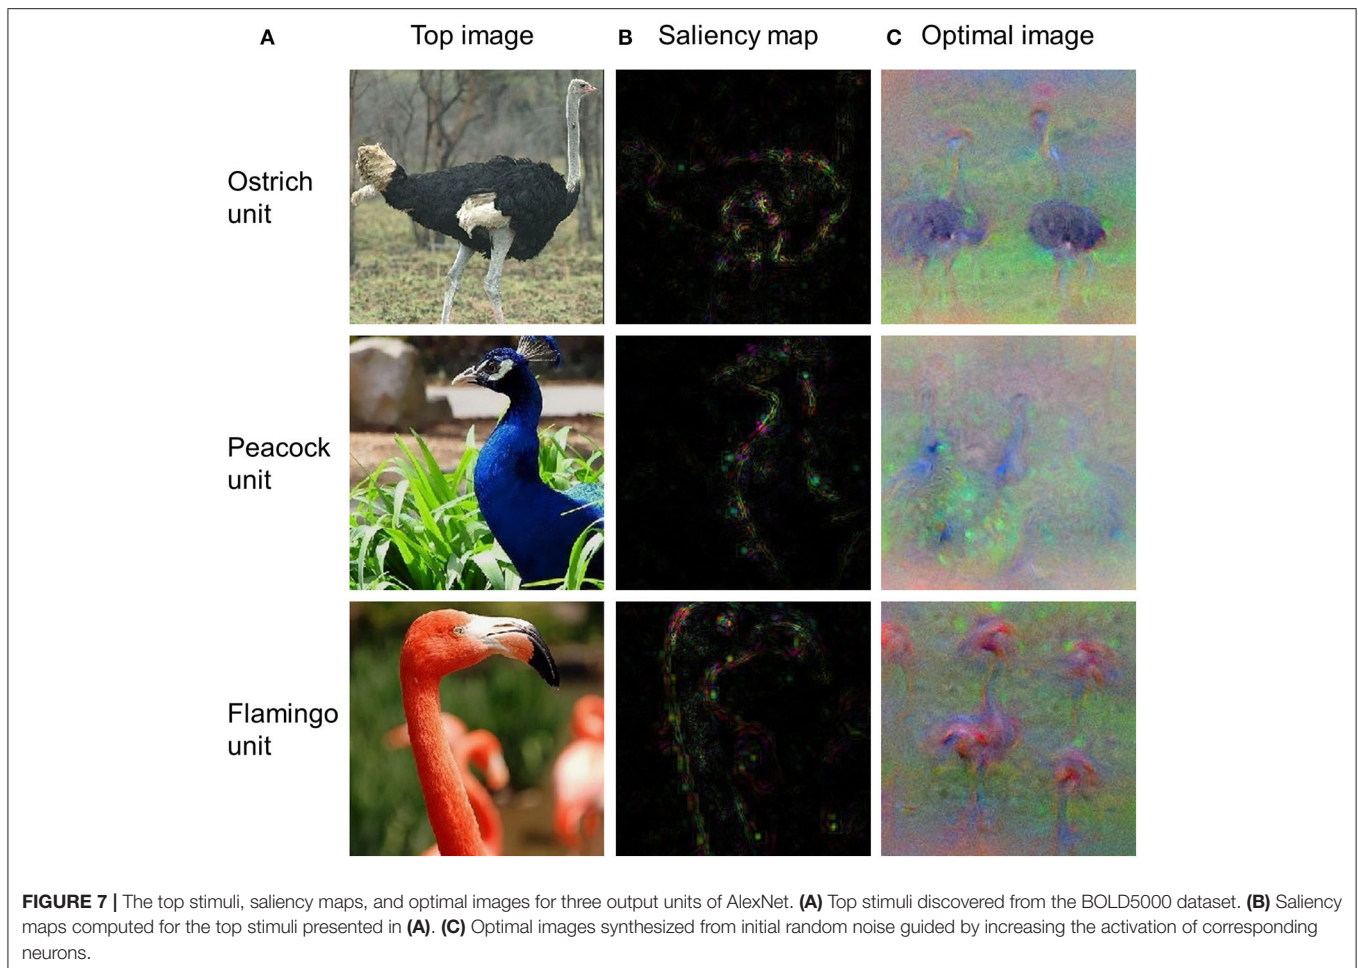 A Top image B Saliency map C Optimal image
Ostrich
unit
Peacock
unit
Flamingo
unit
FIGURE 7 | The top stimuli, saliency maps, and optimal images for three output units of AlexNet. (A) Top stimuli discovered from the BOLD5000 dataset. (B) Saliency
maps computed for the top stimuli presented in (A). (C) Optimal images synthesized from initial random noise guided by increasing the activation of corresponding
neurons.